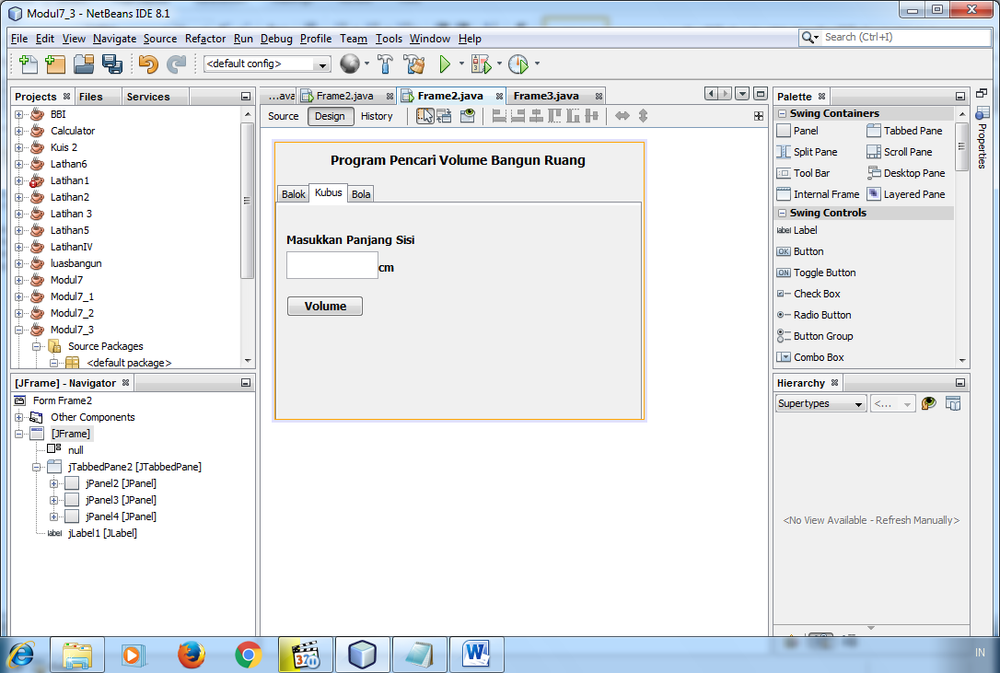 Modul7_3 - NetBeans IDE 8.1
File Edit View Navigate Source Refactor Run Debug Profile Team Tools Window Help
Search (Ctrl+I)
<default config>
Projects Files Services
BBI
Calculator
Kuis 2
Lathan6
Latihan1
Latihan2
Latihan 3
Latihan5
LatihanIV
luasbangun
Modul7
Modul7_1
Modul7_2
Modul7_3
Source Packages
<default package>
[JFrame] - Navigator
Form Frame2
Other Components
[JFrame]
null
jTabbedPane2 [JTabbedPane]
jPanel2 [JPanel]
jPanel3 [JPanel]
jPanel4 [JPanel]
label jLabel1 [JLabel]
...ava Frame2.java Frame2.java Frame3.java
Source Design History
Program Pencari Volume Bangun Ruang
Balok Kubus Bola
Masukkan Panjang Sisi
cm
Volume
Palette
Swing Containers
Panel Tabbed Pane
Split Pane Scroll Pane
Tool Bar Desktop Pane
Internal Frame Layered Pane
Swing Controls
label Label
OK Button
ON Toggle Button
Check Box
Radio Button
Button Group
Combo Box
Properties
Hierarchy
Supertypes <...
<No View Available - Refresh Manually>
IN